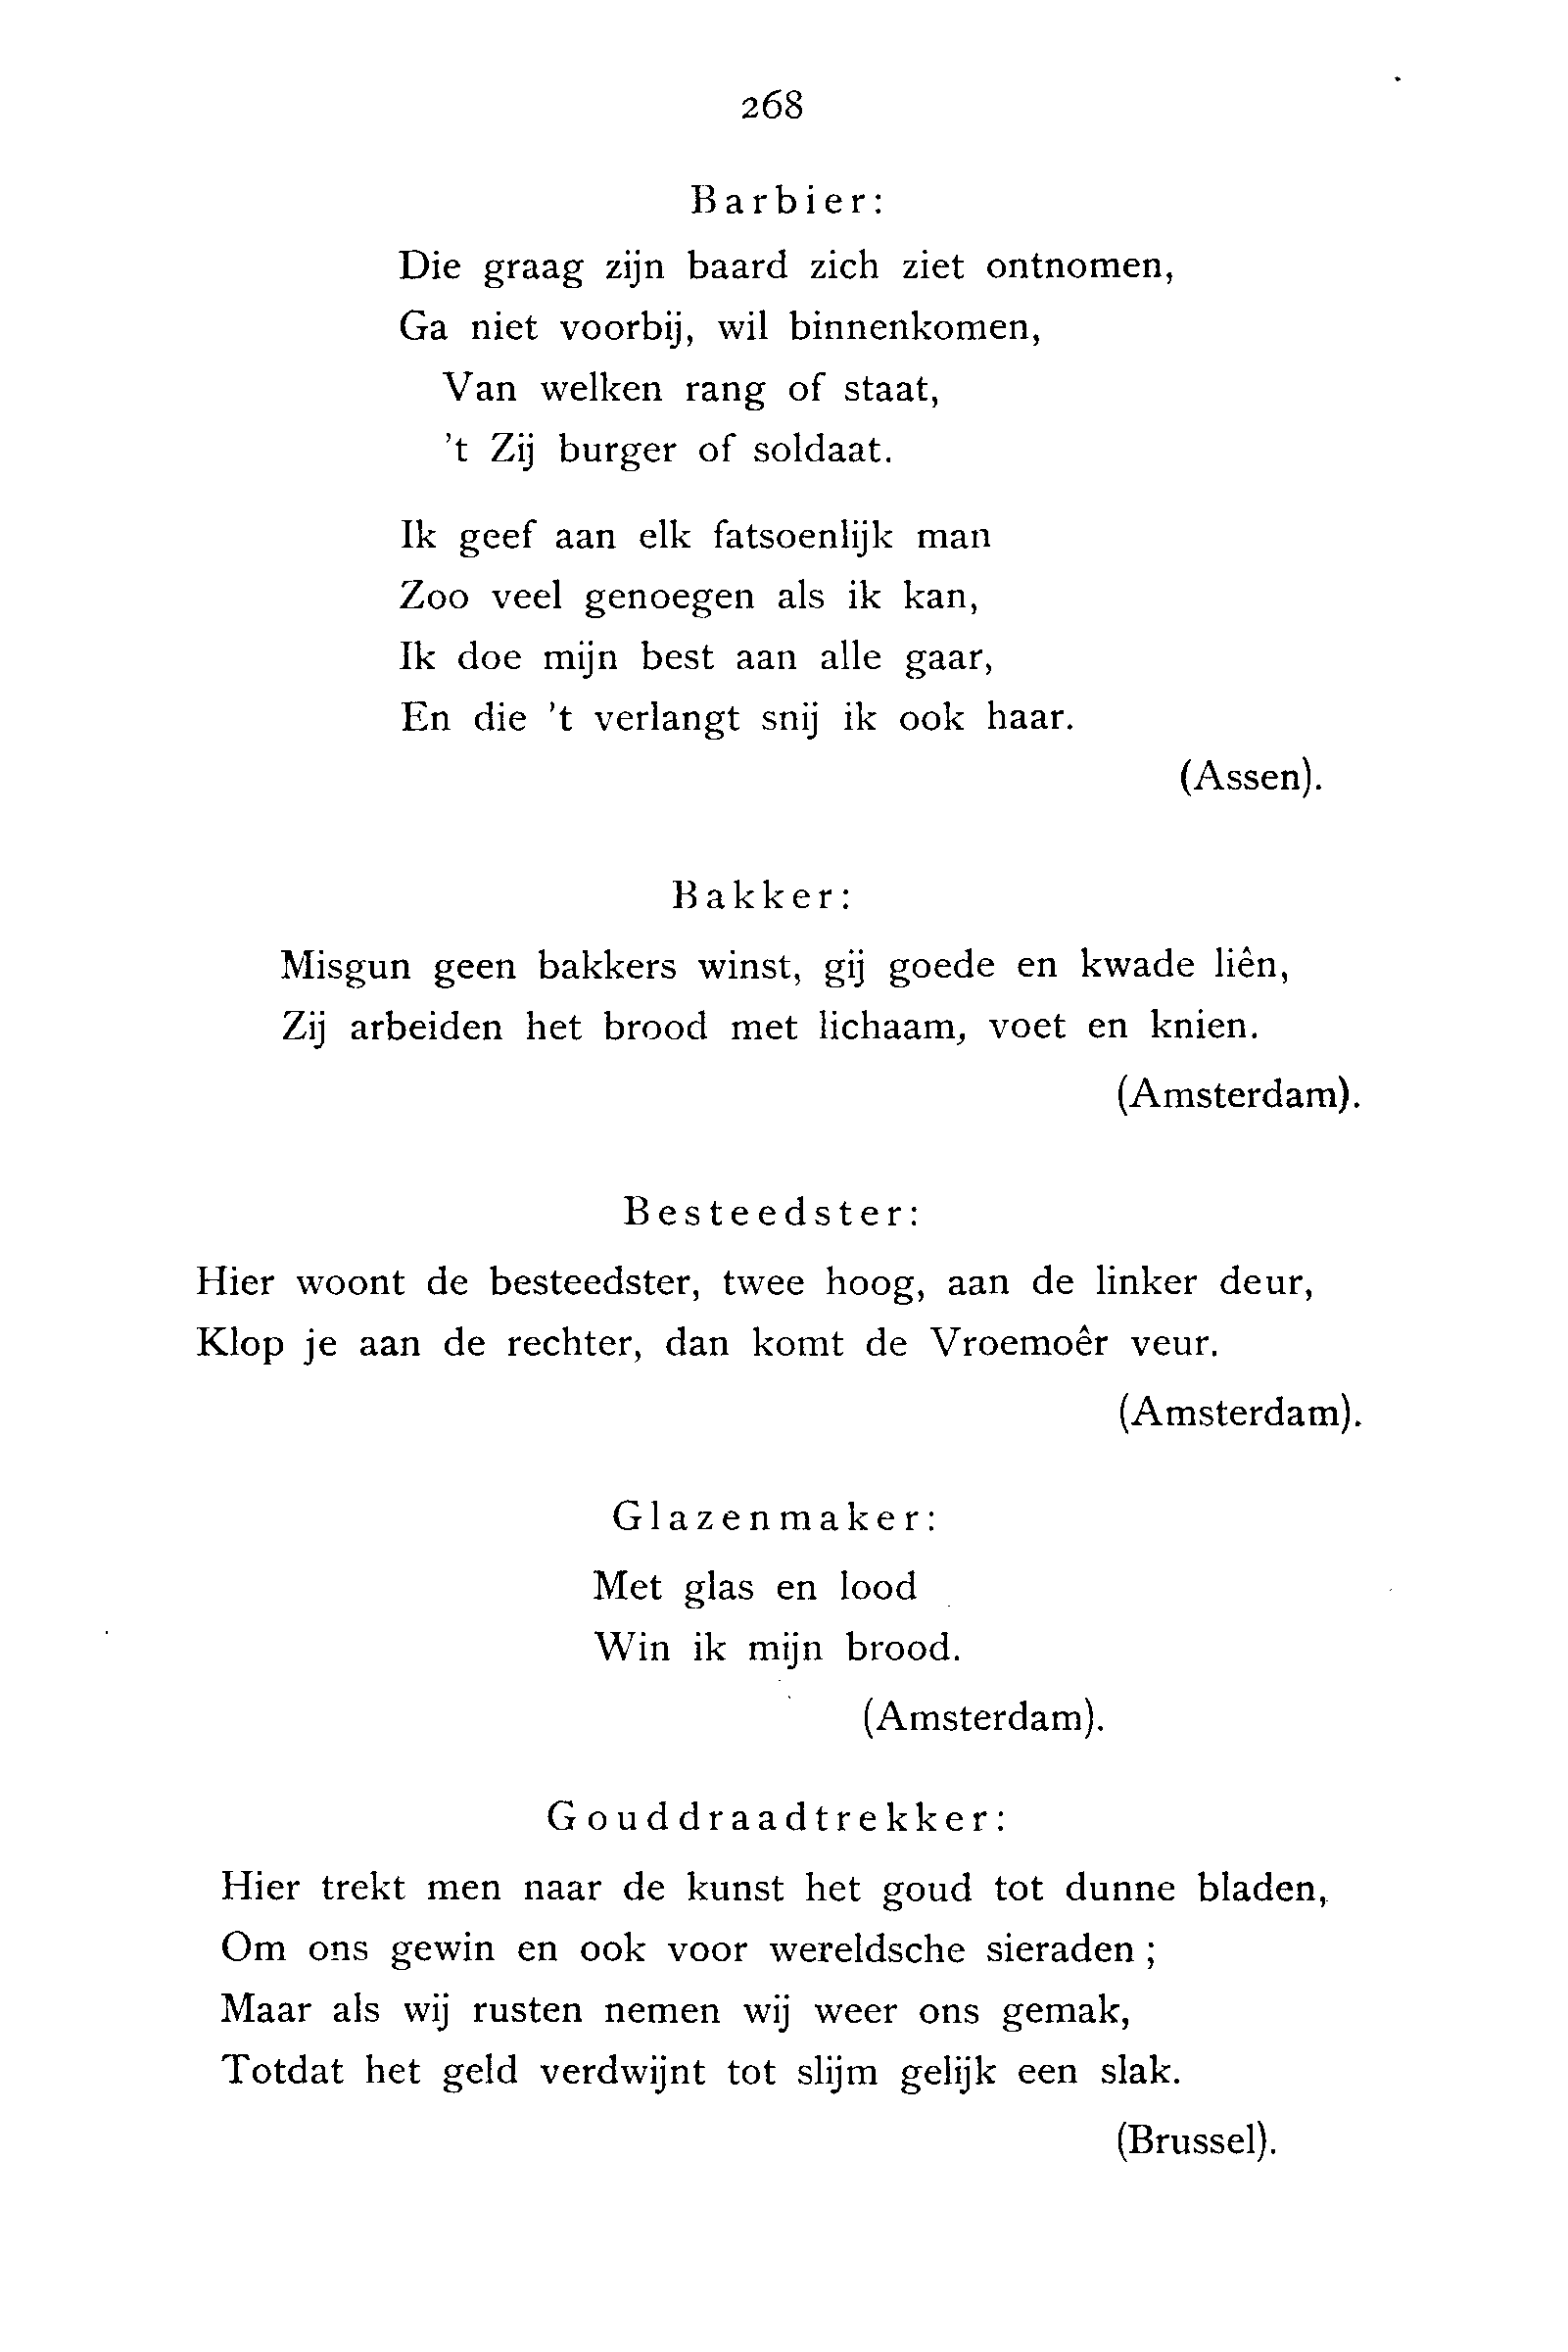 268
Barbier:
Die graag zijn baard zich ziet ontnomen,
Ga niet voorbij, wil binnenkomen,
Van welken rang of staat,
’t Zij burger of soldaat.
Ik geef aan elk fatsoenlijk man
Zoo veel genoegen als ik kan,
Ik doe mijn best aan alle gaar,
En die ’t verlangt snij ik ook haar.
(Assen).
Bakker:
Misgun geen bakkers winst, gij goede en kwade liên,
Zij arbeiden het brood met lichaam, voet en knien.
(Amsterdam).
Besteedster:
Hier woont de besteedster, twee hoog, aan de linker deur,
Klop je aan de rechter, dan komt de Vroemoêr veur.
(Amsterdam).
Glazenmaker:
Met glas en lood
Win ik mijn brood.
(Amsterdam).
Gouddraadtrekker:
Hier trekt men naar de kunst het goud tot dunne bladen,
Om ons gewin en ook voor wereldsche sieraden ;
Maar als wij rusten nemen wij weer ons gemak,
Totdat het geld verdwijnt tot slijm gelijk een slak.
(Brussel).